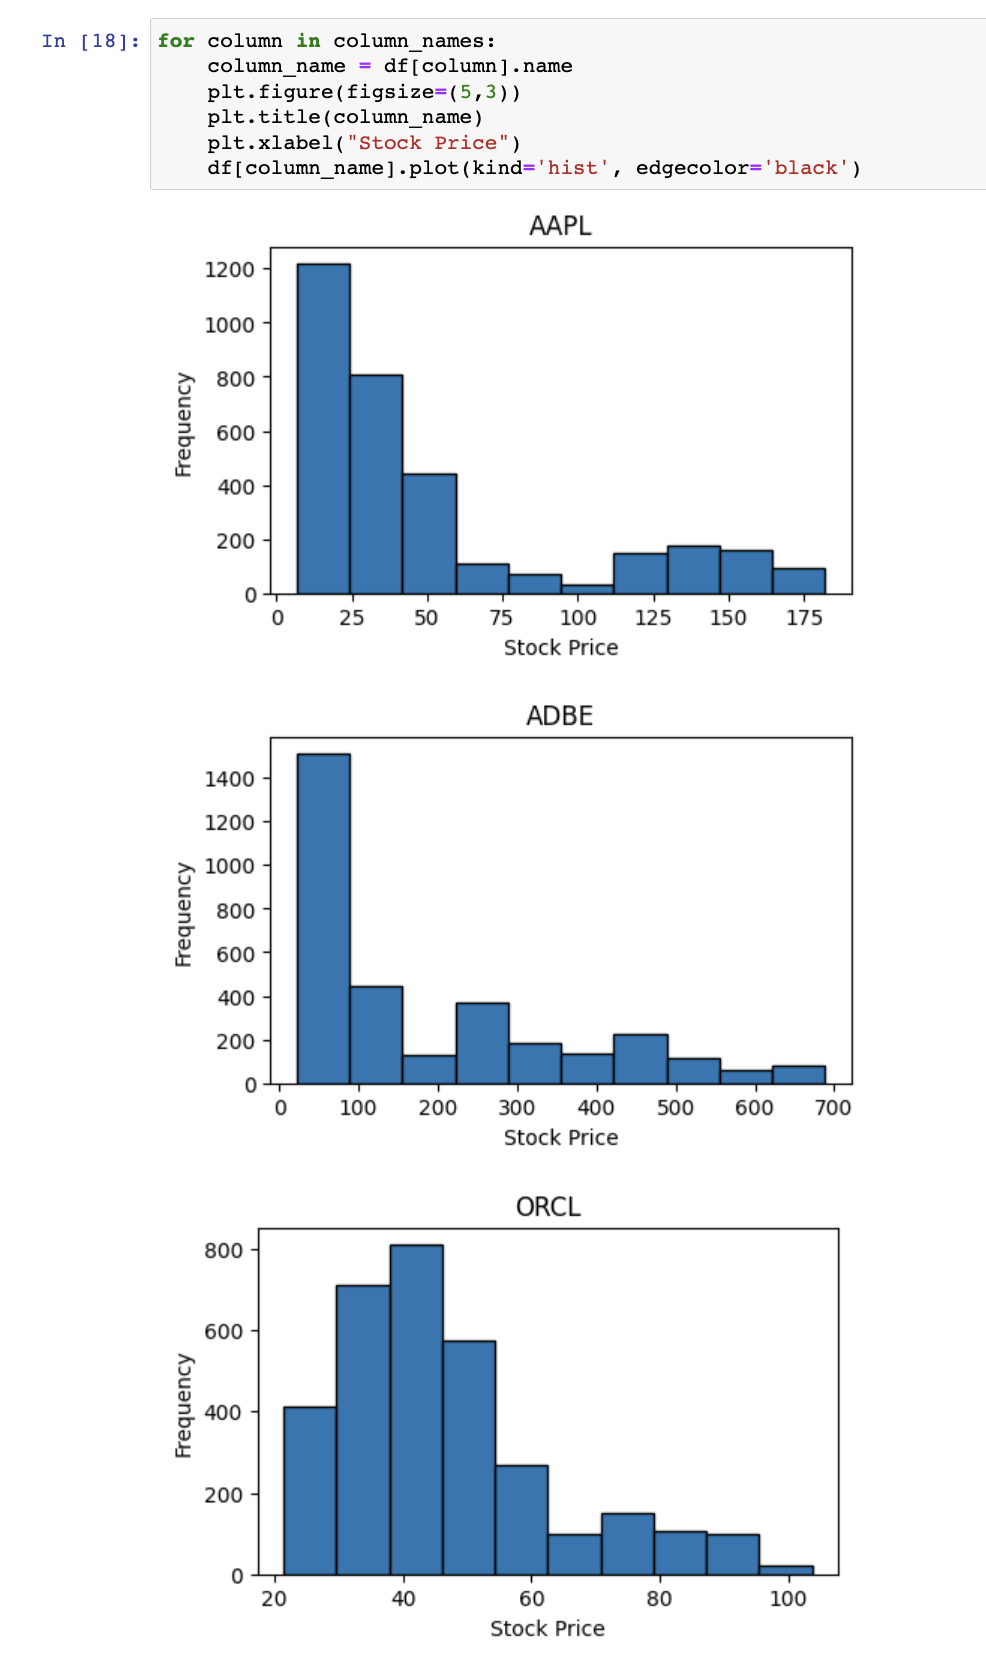 In [18]: for column in column_names:
column_name = df[column].name
plt.figure(figsize=(5,3))
plt.title(column_name)
plt.xlabel("Stock Price")
df[column_name].plot(kind='hist', edgecolor='black')
AAPL
1200
1000
800
600
400
200
0
Frequency
0 25 50 75 100 125 150 175
Stock Price
ADBE
1400
1200
1000
800
600
400
200
0
Frequency
0 100 200 300 400 500 600 700
Stock Price
ORCL
800
600
400
200
0
Frequency
20 40 60 80 100
Stock Price